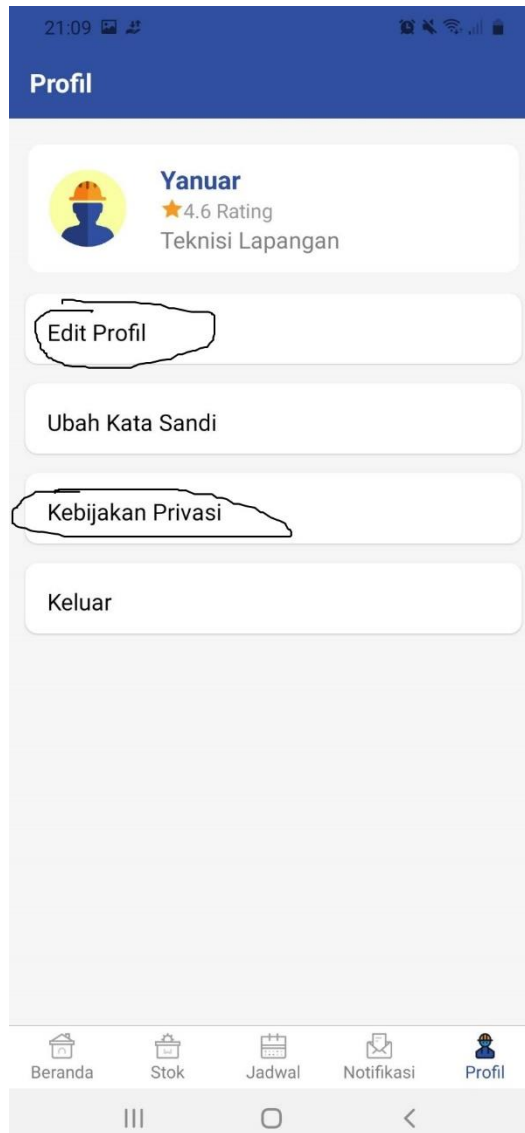 21:09
Profil
Yanuar
4.6 Rating
Teknisi Lapangan
Edit Profil
Ubah Kata Sandi
Kebijakan Privasi
Keluar
Beranda Stok Jadwal Notifikasi Profil